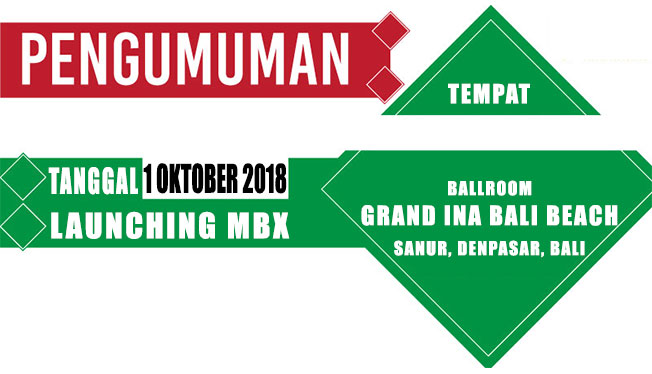 PENGUMUMAN
TEMPAT
TANGGAL 1 OKTOBER 2018
LAUNCHING MBX
BALLROOM
GRAND INA BALI BEACH
SANUR, DENPASAR, BALI